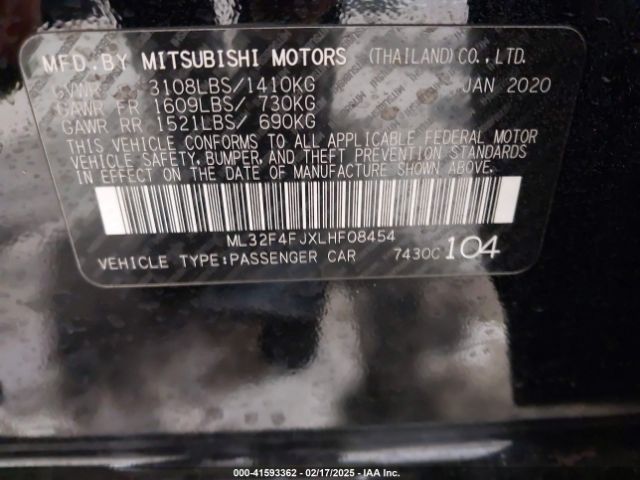 MFD.BY MITSUBISHI MOTORS (THAILAND)CO.,LTD.
GVWR 3108LBS/1410KG JAN 2020
GAWR FR 1609LBS/ 730KG
GAWR RR 1521LBS/ 690KG
THIS VEHICLE CONFORMS TO ALL APPLICABLE FEDERAL MOTOR
VEHICLE SAFETY, BUMPER, AND THEFT PREVENTION STANDARDS
IN EFFECT ON THE DATE OF MANUFACTURE SHOWN ABOVE.
ML32F4FJXLHF08454
VEHICLE TYPE:PASSENGER CAR 7430C 104
000-41593362 - 02/17/2025 - IAA Inc.